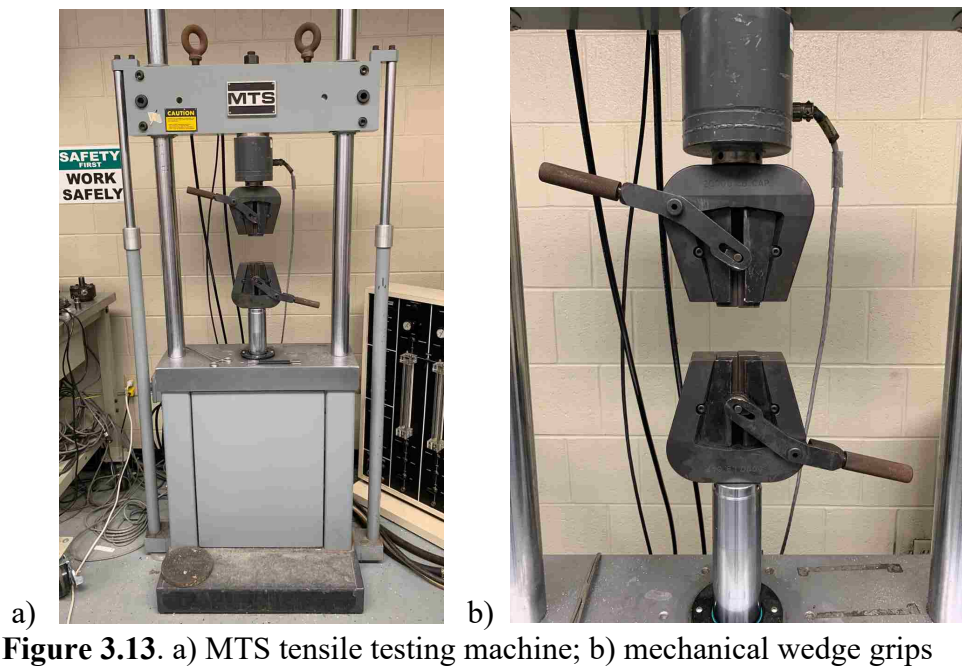 MTS
CAUTION
SAFETY
FIRST
WORK
SAFELY
a)
b)
Figure 3.13. a) MTS tensile testing machine; b) mechanical wedge grips